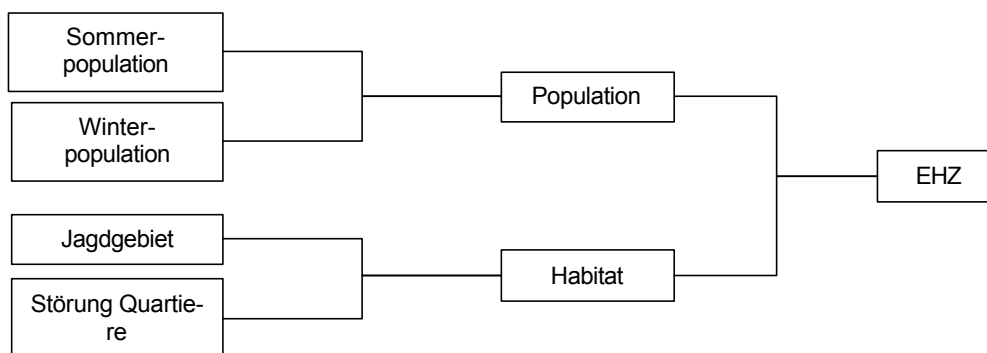 Sommer-
population
Winter-
population
Population
EHZ
Jagdgebiet
Störung Quartie-
re
Habitat